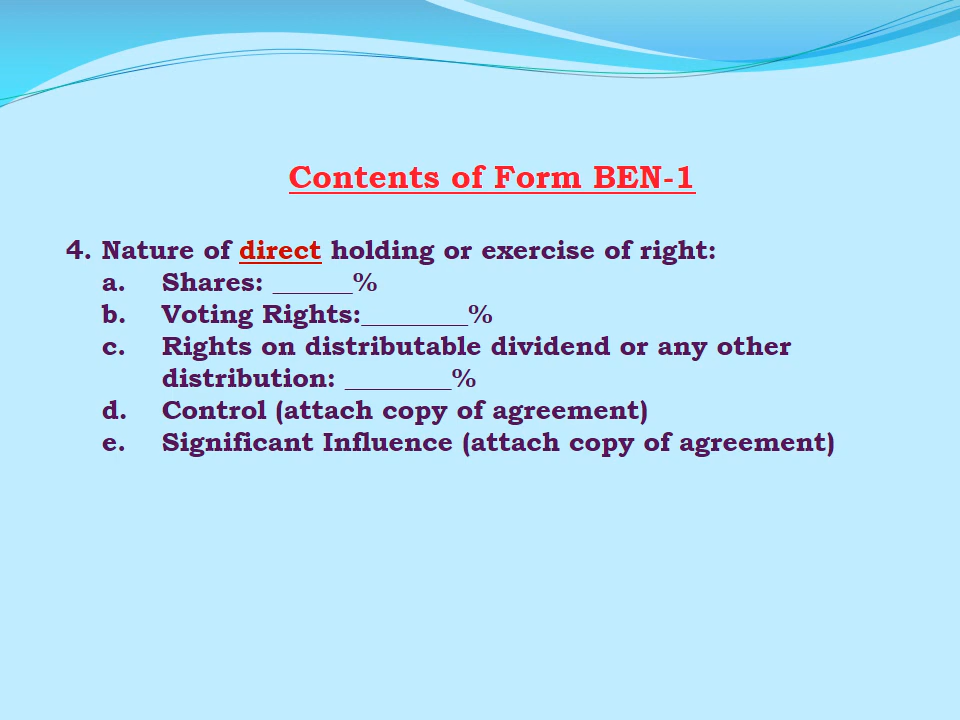 Contents of Form BEN-1
4. Nature of direct holding or exercise of right:
a. Shares: ______%
b. Voting Rights:________%
c. Rights on distributable dividend or any other
distribution: ________%
d. Control (attach copy of agreement)
e. Significant Influence (attach copy of agreement)